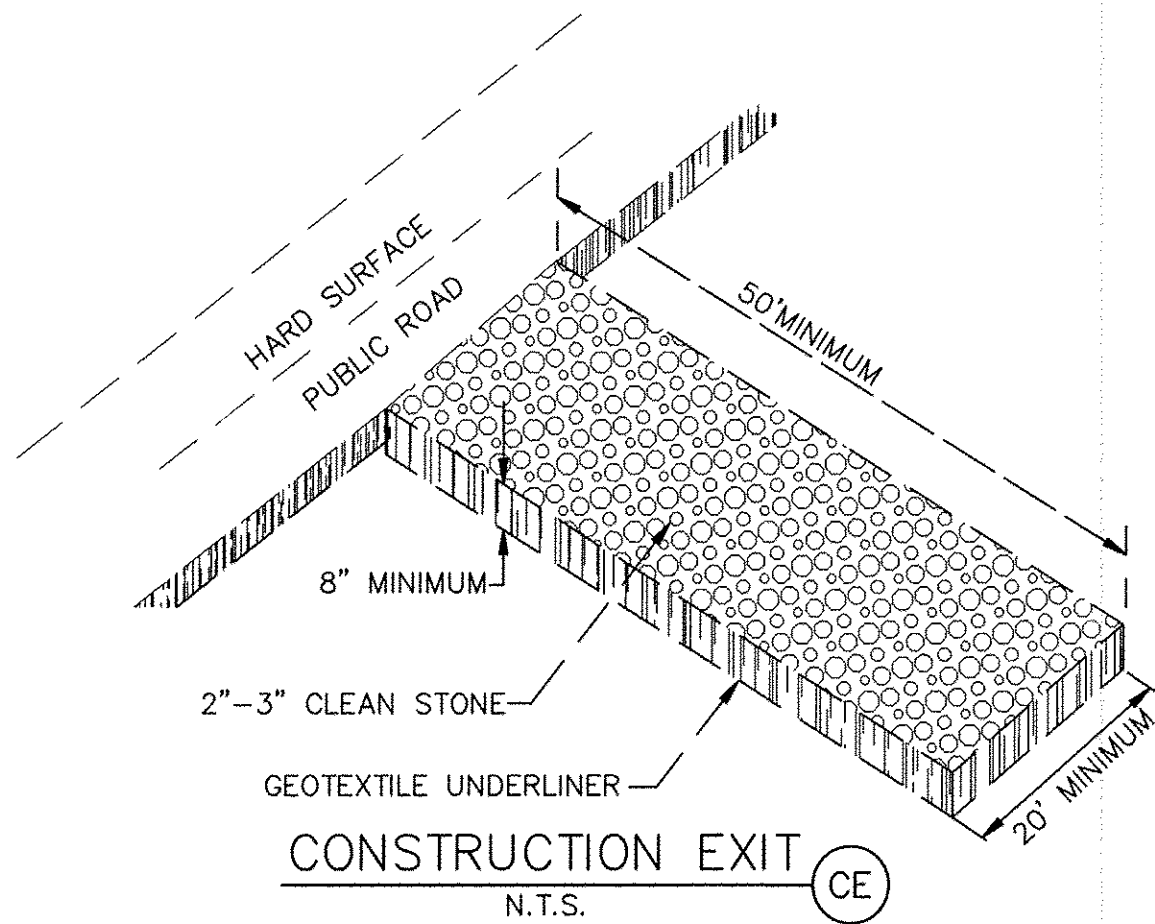 HARD SURFACE
PUBLIC ROAD
50'MINIMUM
8" MINIMUM
2"-3" CLEAN STONE
GEOTEXTILE UNDERLINER
20' MINIMUM
CONSTRUCTION EXIT
CE
N.T.S.